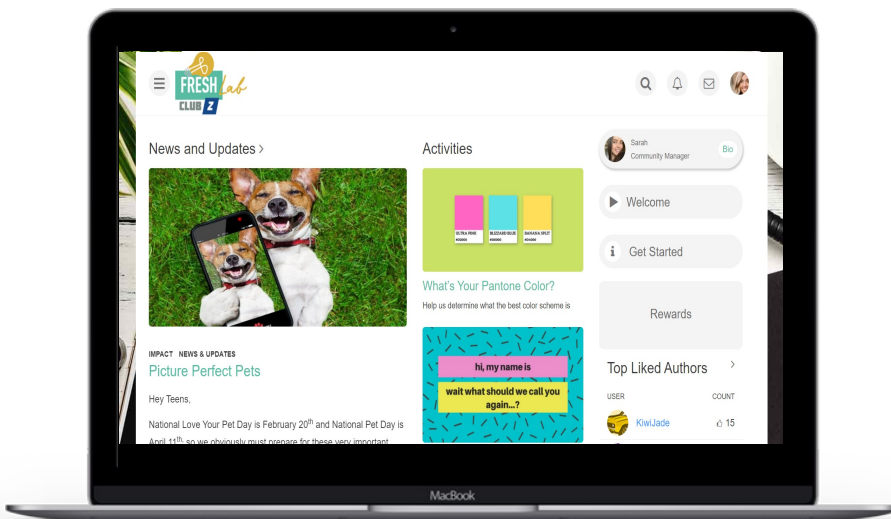 FRESH Lab
CLUB Z
News and Updates >
IMPACT NEWS & UPDATES
Picture Perfect Pets
Hey Teens,
National Love Your Pet Day is February 20th and National Pet Day is
April 11th, so we obviously must prepare for these very important
Activities
ULTRA PINK
BLIZZARD BLUE
BANANA SPLIT
What's Your Pantone Color?
Help us determine what the best color scheme is
hi, my name is
wait what should we call you
again...?
Sarah
Community Manager
Bio
Welcome
Get Started
Rewards
Top Liked Authors >
USER COUNT
KiwiJade 15
MacBook